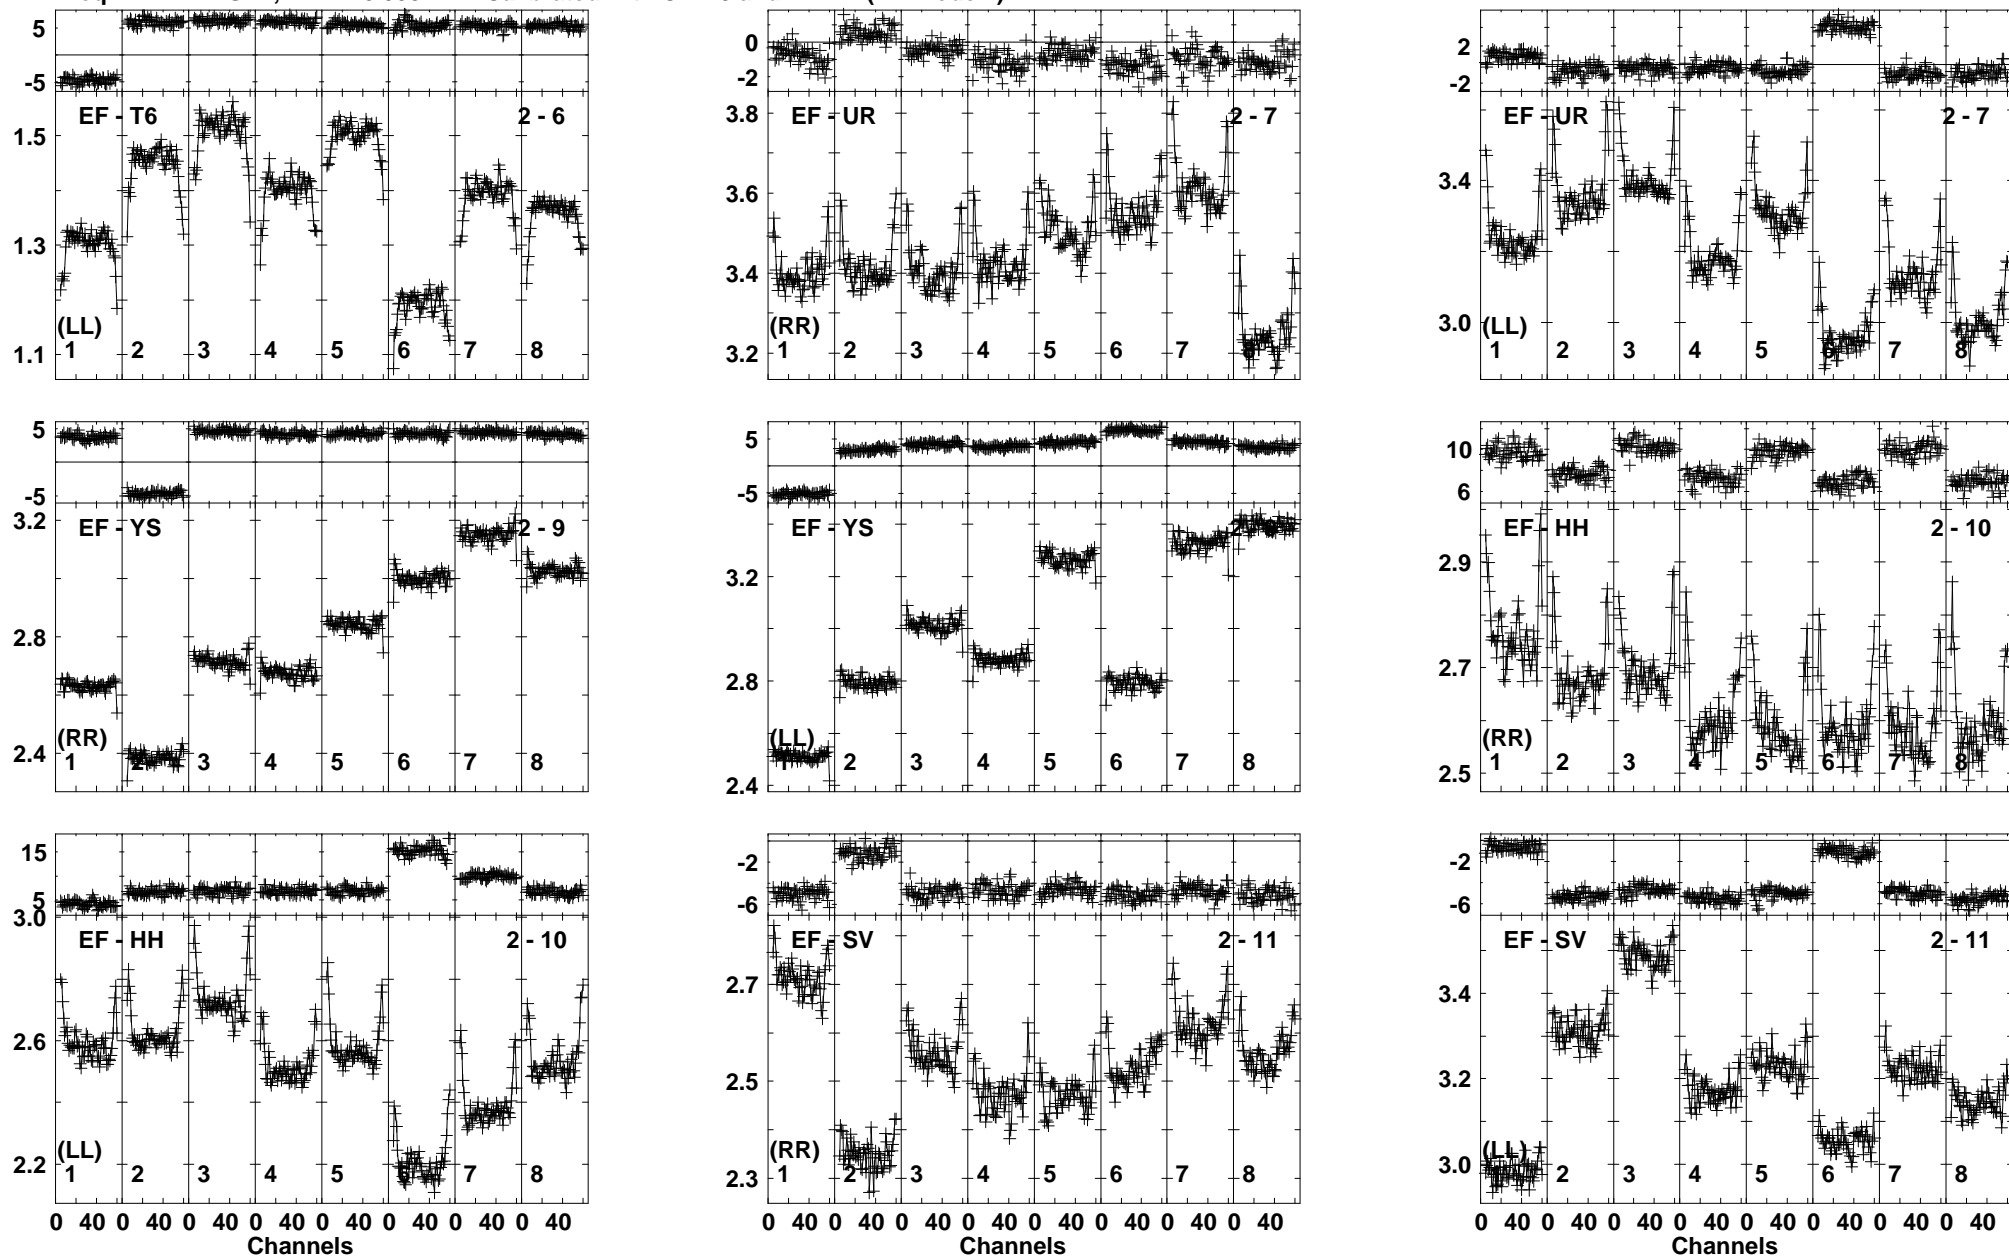 5
-5
EF - T6 2 - 6
1.5
1.3
1.1
(LL)
1 2 3 4 5 6 7 8
0
-2
EF - UR 2 - 7
3.8
3.6
3.4
3.2
(RR)
1 2 3 4 5 6 7 8
2
-2
EF - UR 2 - 7
3.4
3.0
(LL)
1 2 3 4 5 6 7 8
5
-5
EF - YS 2 - 9
3.2
2.8
2.4
(RR)
1 2 3 4 5 6 7 8
5
-5
EF - YS
3.2
2.8
2.4
(LL)
1 2 3 4 5 6 7 8
10
6
EF - HH 2 - 10
2.9
2.7
2.5
(RR)
1 2 3 4 5 6 7 8
15
5
EF - HH 2 - 10
3.0
2.6
2.2
(LL)
1 2 3 4 5 6 7 8
0 40 0 40 0 40 0 40 0 40 0 40 0 40 0 40
Channels
-2
-6
EF - SV 2 - 11
2.7
2.5
2.3
(RR)
1 2 3 4 5 6 7 8
0 40 0 40 0 40 0 40 0 40 0 40 0 40 0 40
Channels
-2
-6
EF - SV 2 - 11
3.4
3.2
3.0
(LL)
1 2 3 4 5 6 7 8
0 40 0 40 0 40 0 40 0 40 0 40 0 40 0 40
Channels